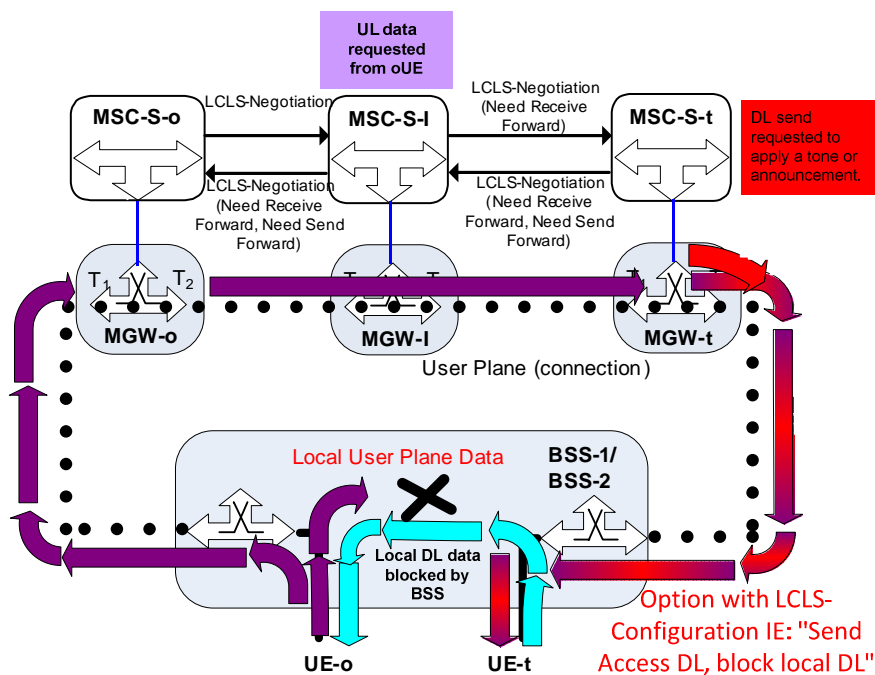 UL data
requested
from oUE
LCLS-Negotiation
LCLS-Negotiation
(Need Receive
Forward)
MSC-S-o
MSC-S-I
MSC-S-t
DL send
requested to
apply a tone or
announcement.
LCLS-Negotiation
(Need Receive
Forward, Need Send
Forward)
LCLS-Negotiation
(Need Receive
Forward, Need Send
Forward)
T1
T2
MGW-o
MGW-I
MGW-t
User Plane (connection)
Local User Plane Data
BSS-1/
BSS-2
Local DL data
blocked by
BSS
UE-o
UE-t
Option with LCLS-
Configuration IE: "Send
Access DL, block local DL"